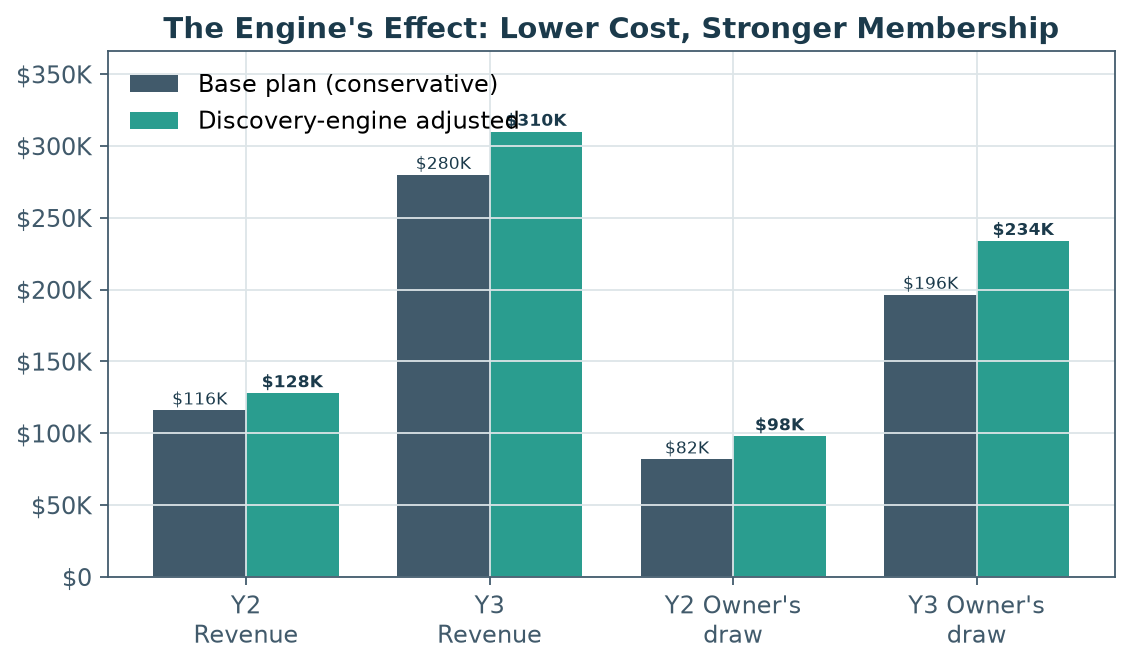 The Engine's Effect: Lower Cost, Stronger Membership
$350K
$300K
$250K
$200K
$150K
$100K
$50K
$0
Base plan (conservative)
Discovery-engine adjusted
$116K
$128K
$280K
$310K
$82K
$98K
$196K
$234K
Y2
Revenue
Y3
Revenue
Y2 Owner's
draw
Y3 Owner's
draw